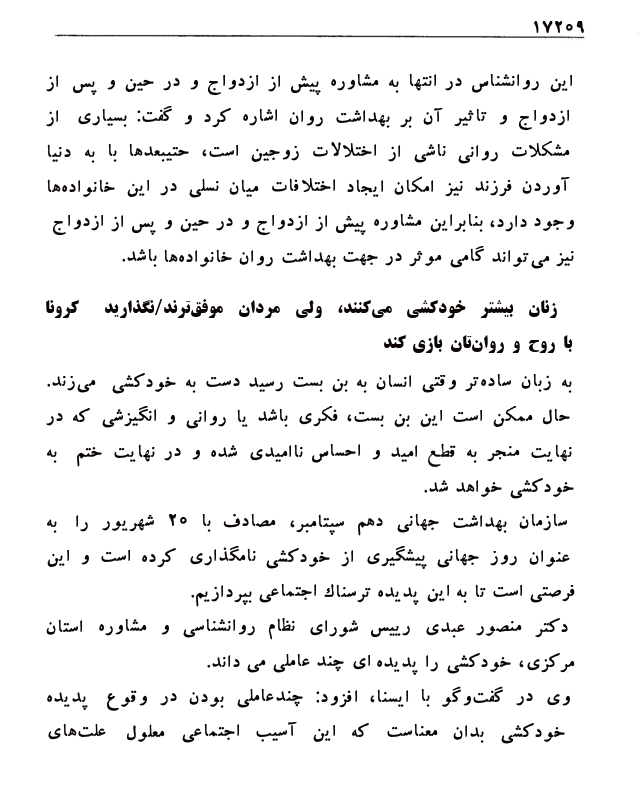 ۱۷۲۰۹
این روانشناس در انتها به مشاوره پیش از ازدواج و در حین و پس از
ازدواج و تاثیر آن بر بهداشت روان اشاره کرد و گفت: بسیاری از
مشکلات روانی ناشی از اختلالات زوجین است، حتیبعدها با به دنیا
آوردن فرزند نیز امکان ایجاد اختلافات میان نسلی در این خانواده‌ها
وجود دارد، بنابراین مشاوره پیش از ازدواج و در حین و پس از ازدواج
نیز می‌تواند گامی موثر در جهت بهداشت روان خانواده‌ها باشد.
زنان بیشتر خودکشی می‌کنند، ولی مردان موفق‌ترند/نگذارید کرونا
با روح و روان‌تان بازی کند
به زبان ساده‌تر وقتی انسان به بن بست رسید دست به خودکشی می‌زند.
حال ممکن است این بن بست، فکری باشد یا روانی و انگیزشی که در
نهایت منجر به قطع امید و احساس ناامیدی شده و در نهایت ختم به
خودکشی خواهد شد.
سازمان بهداشت جهانی دهم سپتامبر، مصادف با ۲۰ شهریور را به
عنوان روز جهانی پیشگیری از خودکشی نامگذاری کرده است و این
فرصتی است تا به این پدیده ترسناک اجتماعی بپردازیم.
دکتر منصور عبدی رییس شورای نظام روانشناسی و مشاوره استان
مرکزی، خودکشی را پدیده ای چند عاملی می داند.
وی در گفت‌وگو با ایسنا، افزود: چندعاملی بودن در وقوع پدیده
خودکشی بدان معناست که این آسیب اجتماعی معلول علت‌های